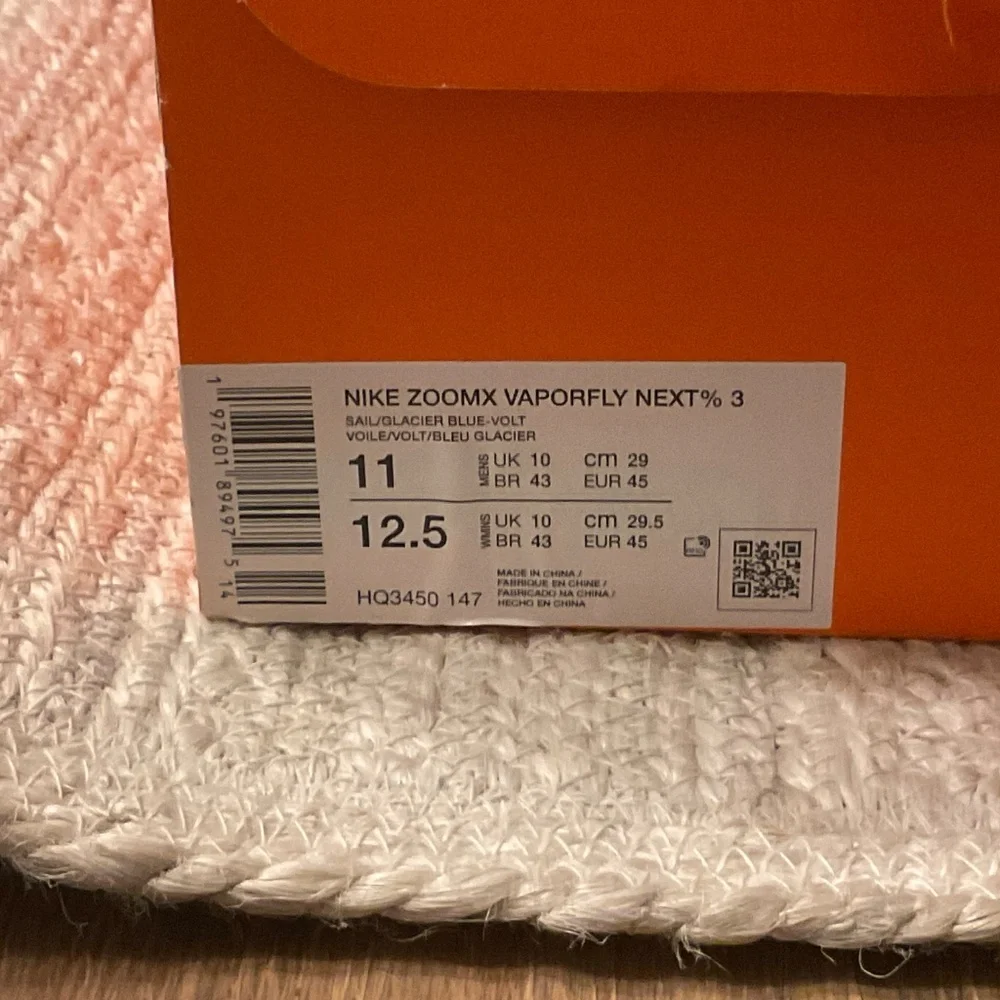 NIKE ZOOMX VAPORFLY NEXT% 3
SAIL/GLACIER BLUE-VOLT
VOILE/VOLT/BLEU GLACIER
11 MENS UK 10 cm 29
BR 43 EUR 45
12.5 WMNS UK 10 cm 29.5
BR 43 EUR 45
MADE IN CHINA /
FABRIQUE EN CHINE /
FABRICADO NA CHINA /
HECHO EN CHINA
HQ3450 147
1 97601 89497 5 14